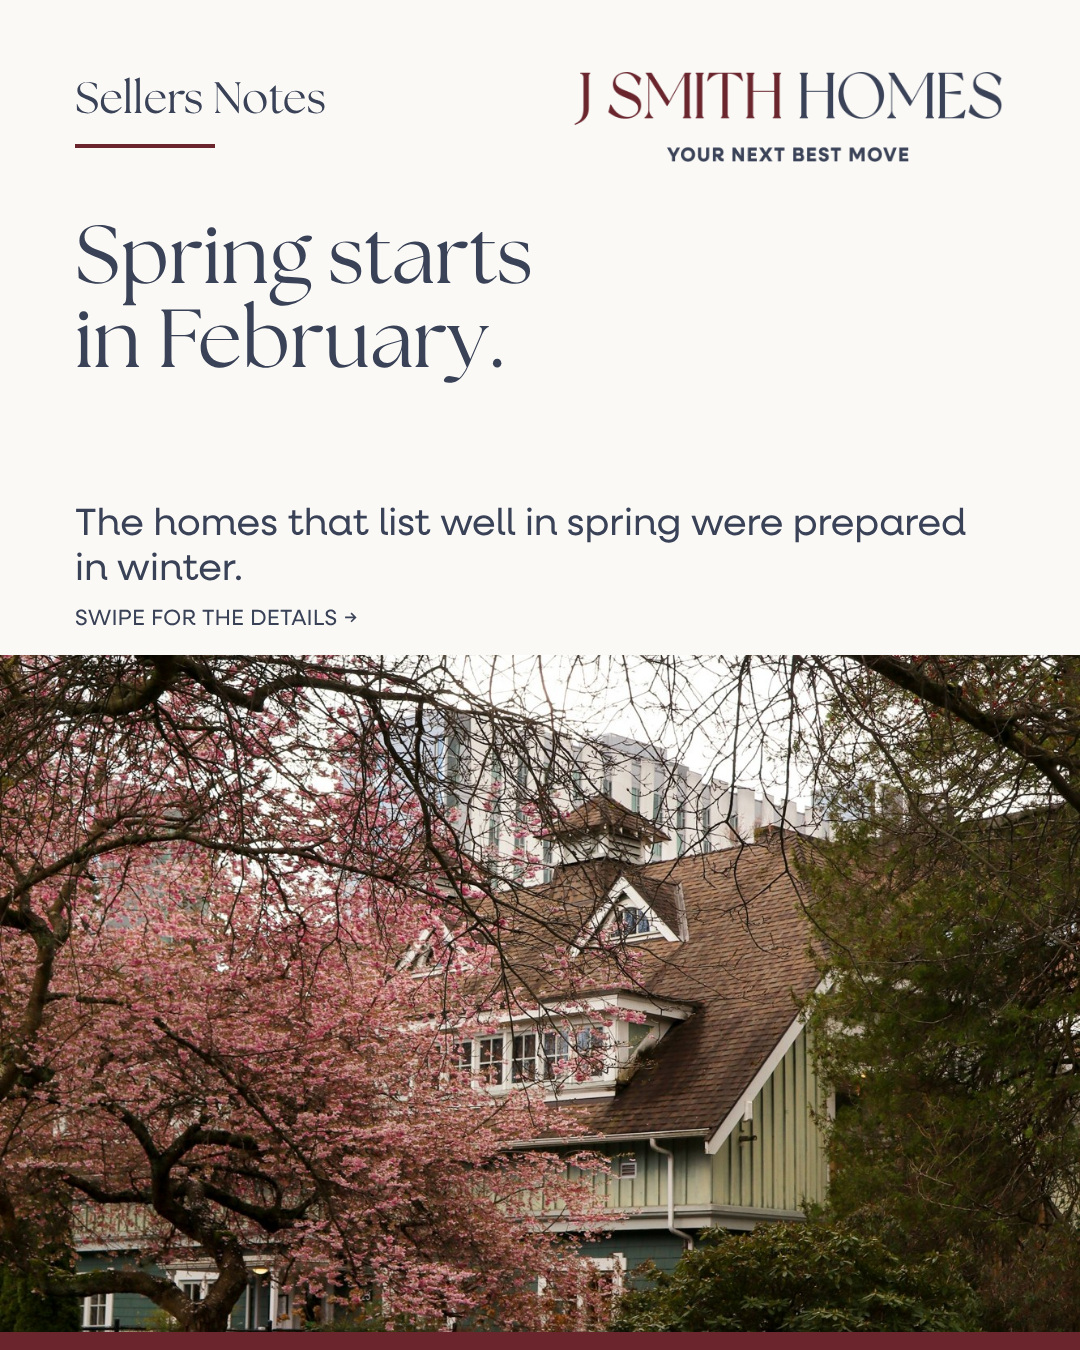 Sellers Notes
J SMITH HOMES
YOUR NEXT BEST MOVE
Spring starts
in February.
The homes that list well in spring were prepared
in winter.
SWIPE FOR THE DETAILS →